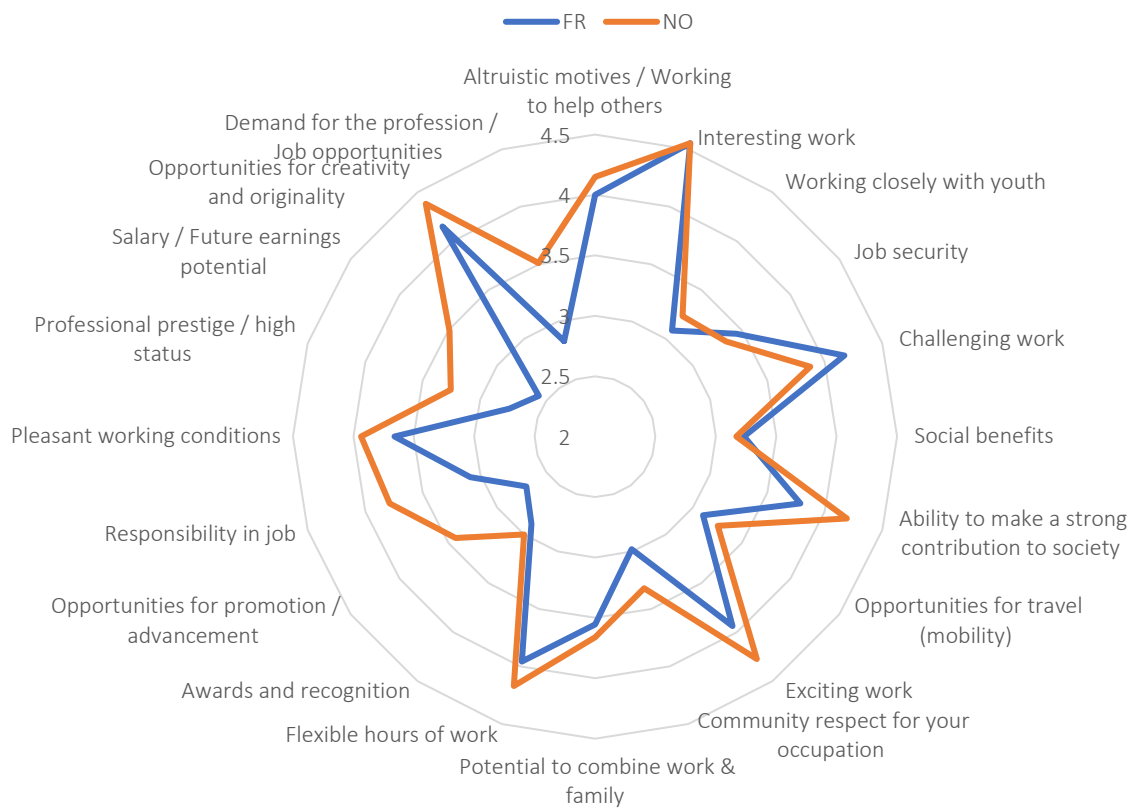 FR
NO
Altruistic motives / Working
to help others
Interesting work
Working closely with youth
Job security
Challenging work
Social benefits
Ability to make a strong
contribution to society
Opportunities for travel
(mobility)
Exciting work
Community respect for your
occupation
Potential to combine work &
family
Flexible hours of work
Awards and recognition
Opportunities for promotion /
advancement
Responsibility in job
Pleasant working conditions
Professional prestige / high
status
Salary / Future earnings
potential
Opportunities for creativity
and originality
Demand for the profession /
Job opportunities
4.5
4
3.5
3
2.5
2